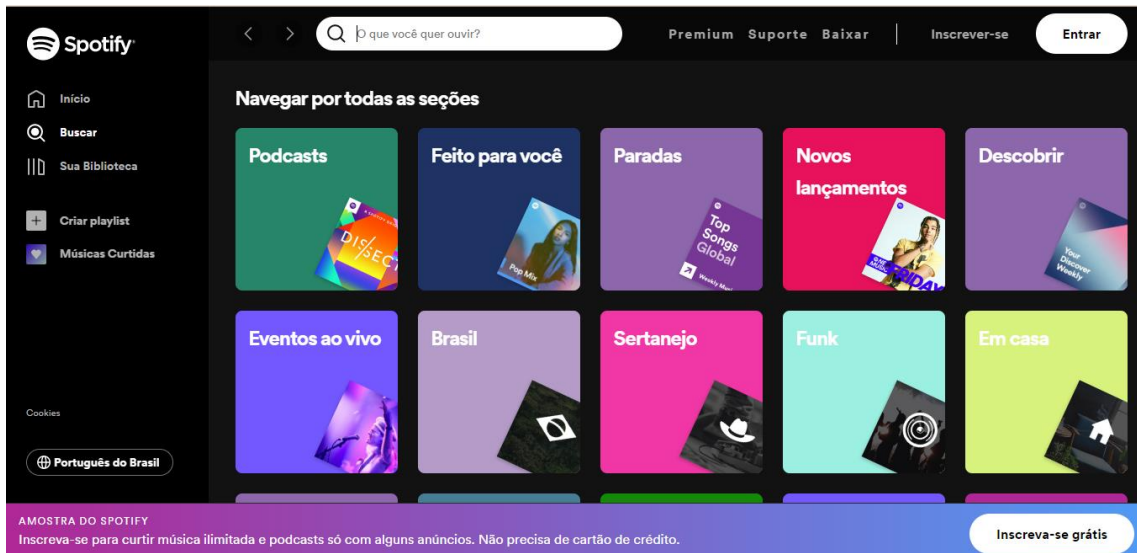 Spotify
O que você quer ouvir?
Premium Suporte Baixar
Inscrever-se
Entrar
Início
Buscar
Sua Biblioteca
Criar playlist
Músicas Curtidas
Cookies
Português do Brasil
Navegar por todas as seções
Podcasts
DISSECT
Feito para você
Pop Mix
Paradas
Top
Songs
Global
Weekly
Novos
lançamentos
FRIDAY
Descobrir
Your
Discover
Weekly
Eventos ao vivo
Brasil
Sertanejo
Funk
Em casa
AMOSTRA DO SPOTIFY
Inscreva-se para curtir música ilimitada e podcasts só com alguns anúncios. Não precisa de cartão de crédito.
Inscreva-se grátis